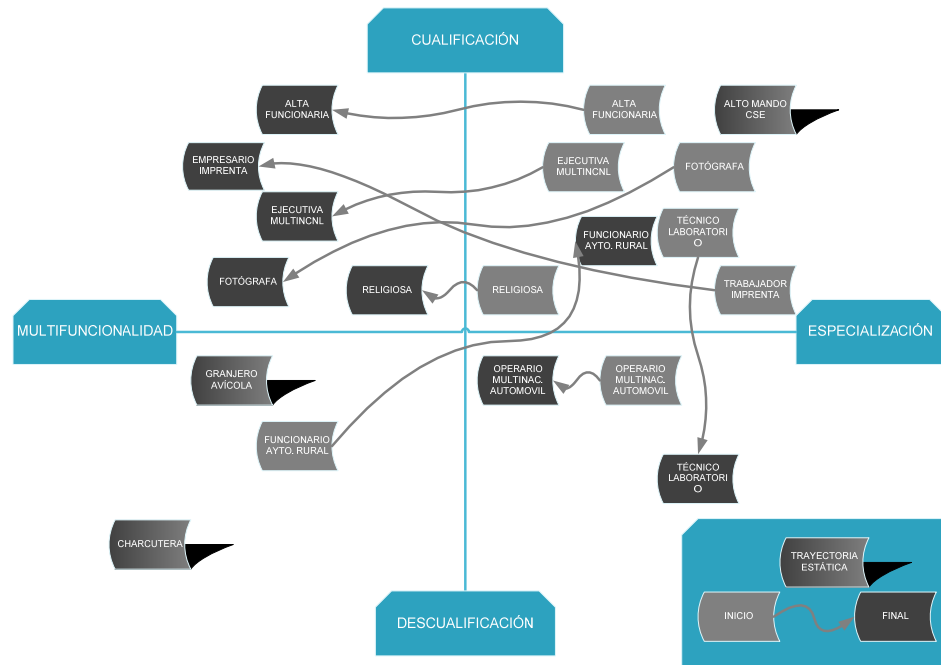 CUALIFICACIÓN
ALTA
FUNCIONARIA
ALTA
FUNCIONARIA
ALTO MANDO
CSE
EMPRESARIO
IMPRENTA
EJECUTIVA
MULTINCNL
FOTÓGRAFA
EJECUTIVA
MULTINCNL
FUNCIONARIO
AYTO. RURAL
TÉCNICO
LABORATORI
O
FOTÓGRAFA
RELIGIOSA
RELIGIOSA
TRABAJADOR
IMPRENTA
MULTIFUNCIONALIDAD
ESPECIALIZACIÓN
GRANJERO
AVÍCOLA
OPERARIO
MULTINAC.
AUTOMOVIL
OPERARIO
MULTINAC.
AUTOMOVIL
FUNCIONARIO
AYTO. RURAL
TÉCNICO
LABORATORI
O
CHARCUTERA
TRAYECTORIA
ESTÁTICA
INICIO
FINAL
DESCUALIFICACIÓN